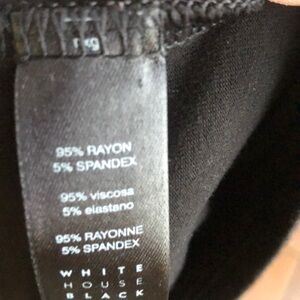 95% RAYON
5% SPANDEX
95% viscosa
5% elastano
95% RAYONNE
5% SPANDEX
WHITE
HOUSE
BLACK